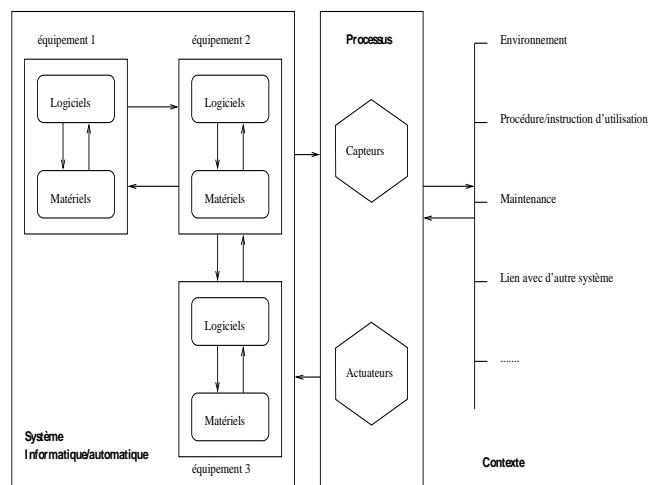 équipement 1
équipement 2
Processus
Environnement
Logiciels
Logiciels
Procédure/instruction d'utilisation
Capteurs
Matériels
Matériels
Maintenance
Lien avec d'autre système
Logiciels
.......
Actuateurs
Matériels
Système
Informatique/automatique
équipement 3
Contexte